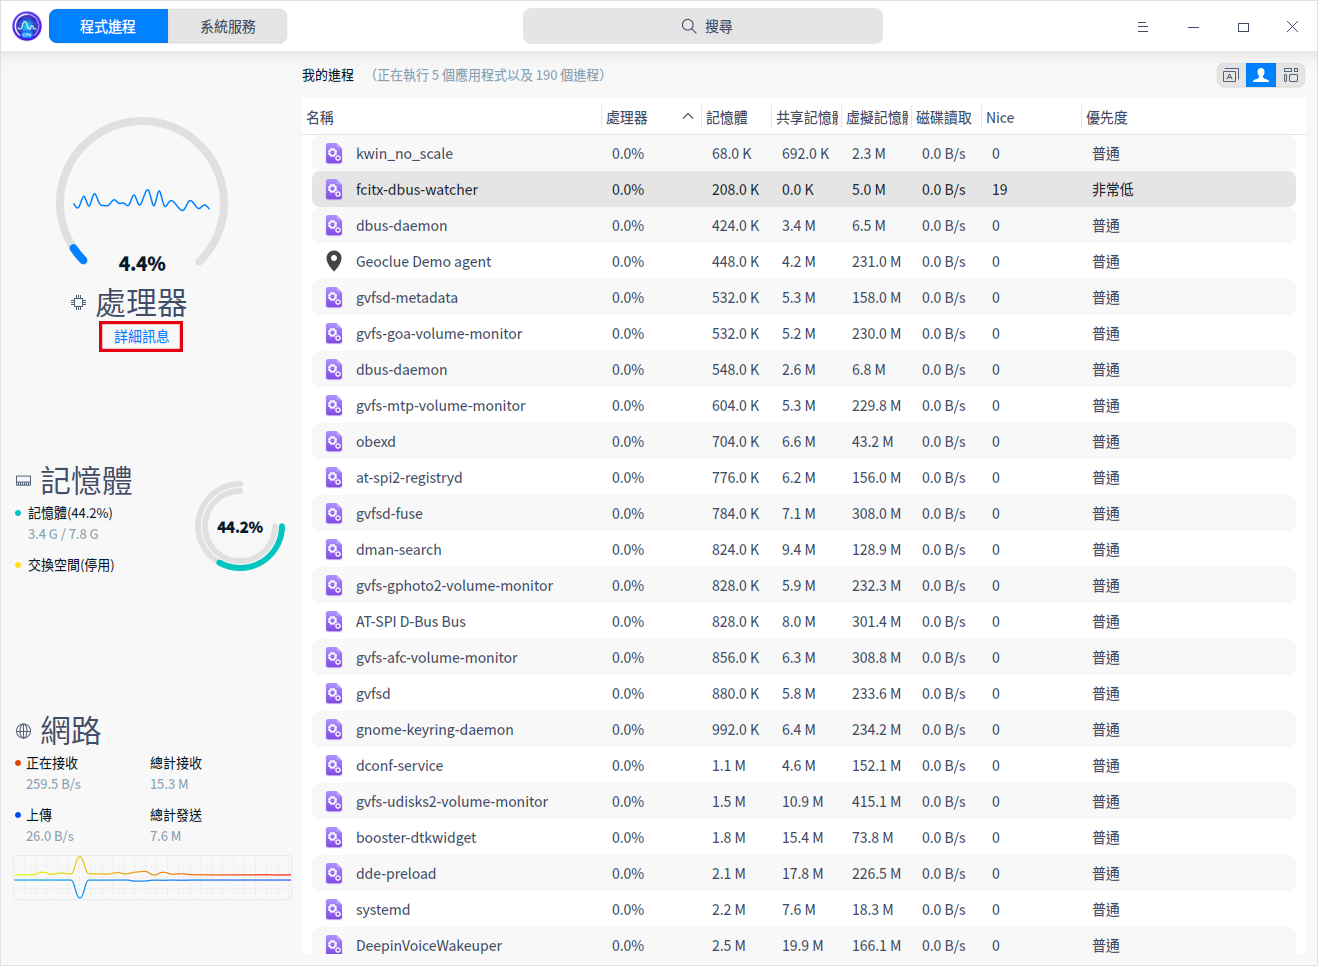 程式進程 系統服務 搜尋
我的進程 （正在執行 5 個應用程式以及 190 個進程）
4.4%
處理器
詳細訊息
記憶體
記憶體(44.2%)
3.4 G / 7.8 G
交換空間(停用)
44.2%
網路
正在接收 總計接收
259.5 B/s 15.3 M
上傳 總計發送
26.0 B/s 7.6 M
名稱 處理器 記憶體 共享記憶 虛擬記憶 磁碟讀取 Nice 優先度
kwin_no_scale 0.0% 68.0 K 692.0 K 2.3 M 0.0 B/s 0 普通
fcitx-dbus-watcher 0.0% 208.0 K 0.0 K 5.0 M 0.0 B/s 19 非常低
dbus-daemon 0.0% 424.0 K 3.4 M 6.5 M 0.0 B/s 0 普通
Geoclue Demo agent 0.0% 448.0 K 4.2 M 231.0 M 0.0 B/s 0 普通
gvfsd-metadata 0.0% 532.0 K 5.3 M 158.0 M 0.0 B/s 0 普通
gvfs-goa-volume-monitor 0.0% 532.0 K 5.2 M 230.0 M 0.0 B/s 0 普通
dbus-daemon 0.0% 548.0 K 2.6 M 6.8 M 0.0 B/s 0 普通
gvfs-mtp-volume-monitor 0.0% 604.0 K 5.3 M 229.8 M 0.0 B/s 0 普通
obexd 0.0% 704.0 K 6.6 M 43.2 M 0.0 B/s 0 普通
at-spi2-registryd 0.0% 776.0 K 6.2 M 156.0 M 0.0 B/s 0 普通
gvfsd-fuse 0.0% 784.0 K 7.1 M 308.0 M 0.0 B/s 0 普通
dman-search 0.0% 824.0 K 9.4 M 128.9 M 0.0 B/s 0 普通
gvfs-gphoto2-volume-monitor 0.0% 828.0 K 5.9 M 232.3 M 0.0 B/s 0 普通
AT-SPI D-Bus Bus 0.0% 828.0 K 8.0 M 301.4 M 0.0 B/s 0 普通
gvfs-afc-volume-monitor 0.0% 856.0 K 6.3 M 308.8 M 0.0 B/s 0 普通
gvfsd 0.0% 880.0 K 5.8 M 233.6 M 0.0 B/s 0 普通
gnome-keyring-daemon 0.0% 992.0 K 6.4 M 234.2 M 0.0 B/s 0 普通
dconf-service 0.0% 1.1 M 4.6 M 152.1 M 0.0 B/s 0 普通
gvfs-udisks2-volume-monitor 0.0% 1.5 M 10.9 M 415.1 M 0.0 B/s 0 普通
booster-dtkwidget 0.0% 1.8 M 15.4 M 73.8 M 0.0 B/s 0 普通
dde-preload 0.0% 2.1 M 17.8 M 226.5 M 0.0 B/s 0 普通
systemd 0.0% 2.2 M 7.6 M 18.3 M 0.0 B/s 0 普通
DeepinVoiceWakeuper 0.0% 2.5 M 19.9 M 166.1 M 0.0 B/s 0 普通